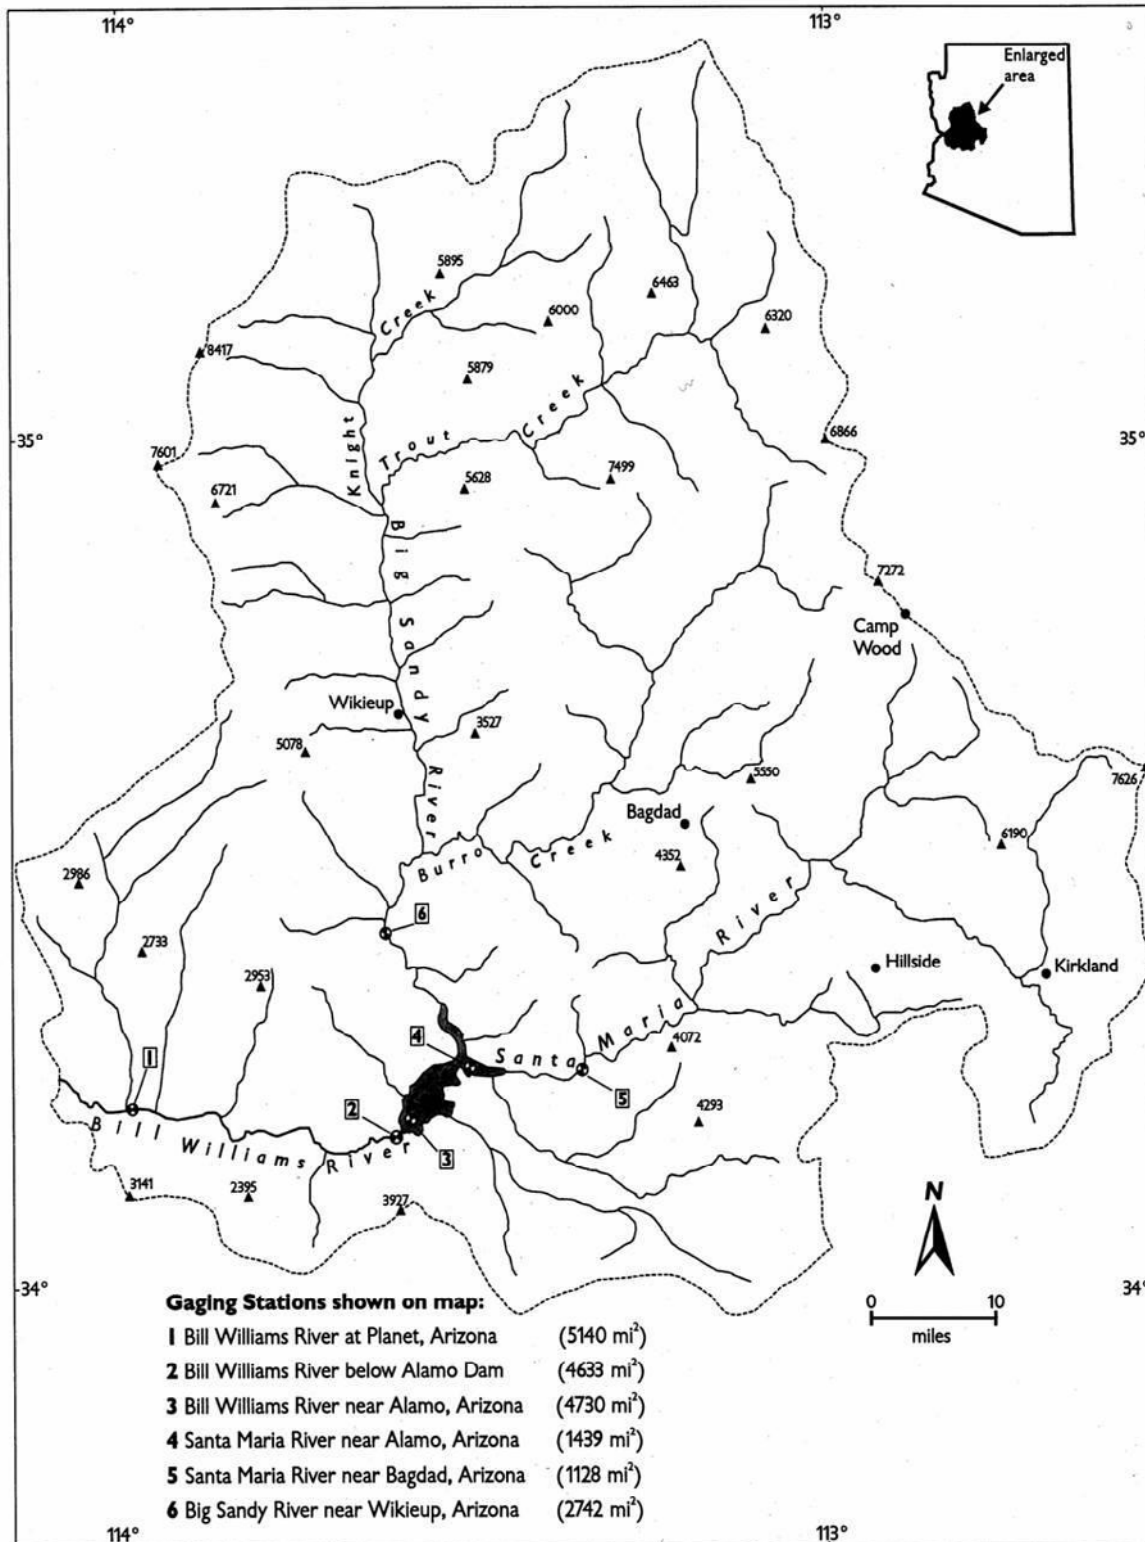 114°
113°
Enlarged
area
5895
6463
6000
6320
Creek
8417
5879
Creek
35°
35°
6866
Trout
7601
Knight
7499
6721
5628
Big
7272
Sandy
Camp
Wood
Wikieup
3527
5078
River
5550
7626
Bagdad
6190
Burro
Creek
4352
2986
River
6
2733
Hillside
Kirkland
2953
Maria
4
Santa
4072
1
5
2
4293
Bill Williams River
3
3141
2395
3927
N
34°
34°
0 10
miles
Gaging Stations shown on map:
1 Bill Williams River at Planet, Arizona (5140 mi²)
2 Bill Williams River below Alamo Dam (4633 mi²)
3 Bill Williams River near Alamo, Arizona (4730 mi²)
4 Santa Maria River near Alamo, Arizona (1439 mi²)
5 Santa Maria River near Bagdad, Arizona (1128 mi²)
6 Big Sandy River near Wikieup, Arizona (2742 mi²)
114°
113°